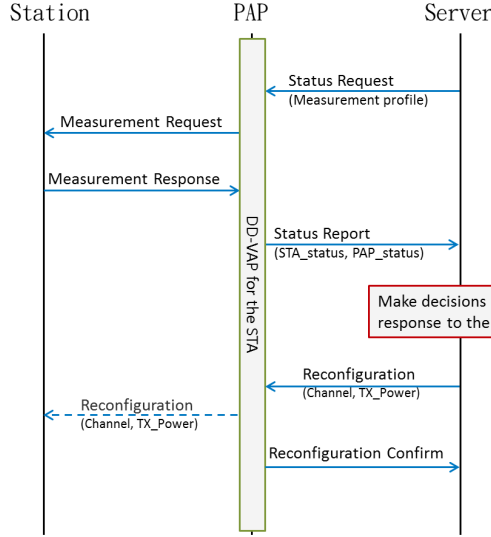 Station PAP Server
Status Request
(Measurement profile)
Measurement Request
Measurement Response
Status Report
(STA_status, PAP_status)
DD-VAP for the STA
Make decisions
response to the
Reconfiguration
(Channel, TX_Power)
Reconfiguration
(Channel, TX_Power)
Reconfiguration Confirm